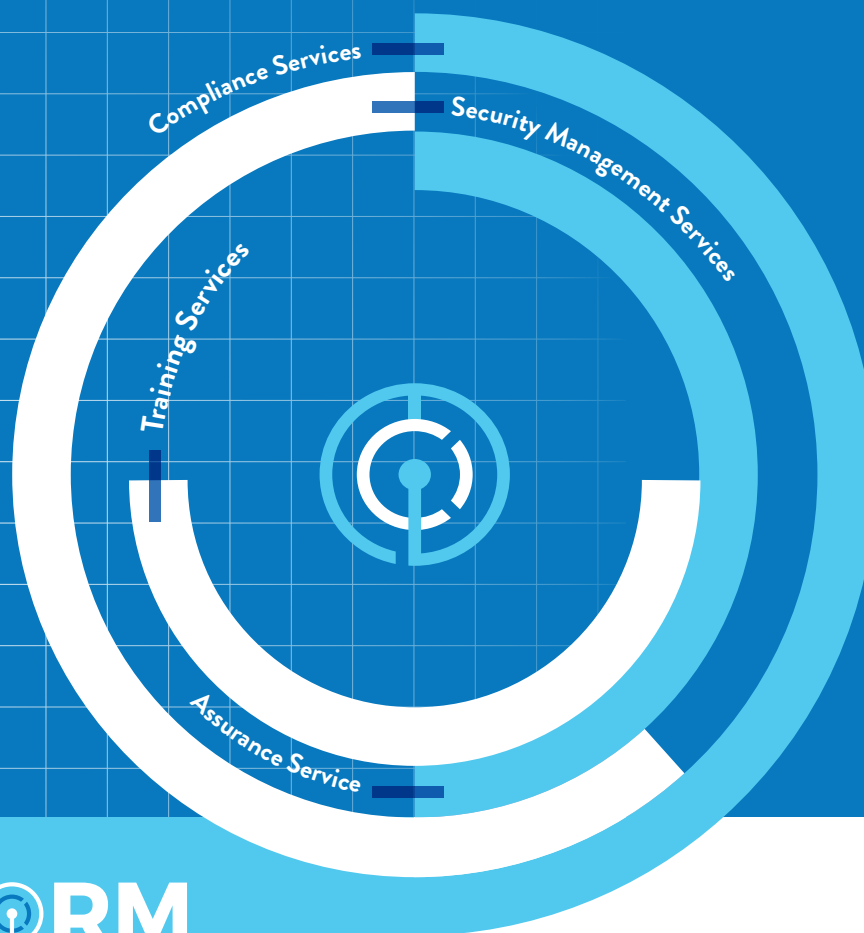 Compliance Services
Security Management Services
Training Services
Assurance Service
RM